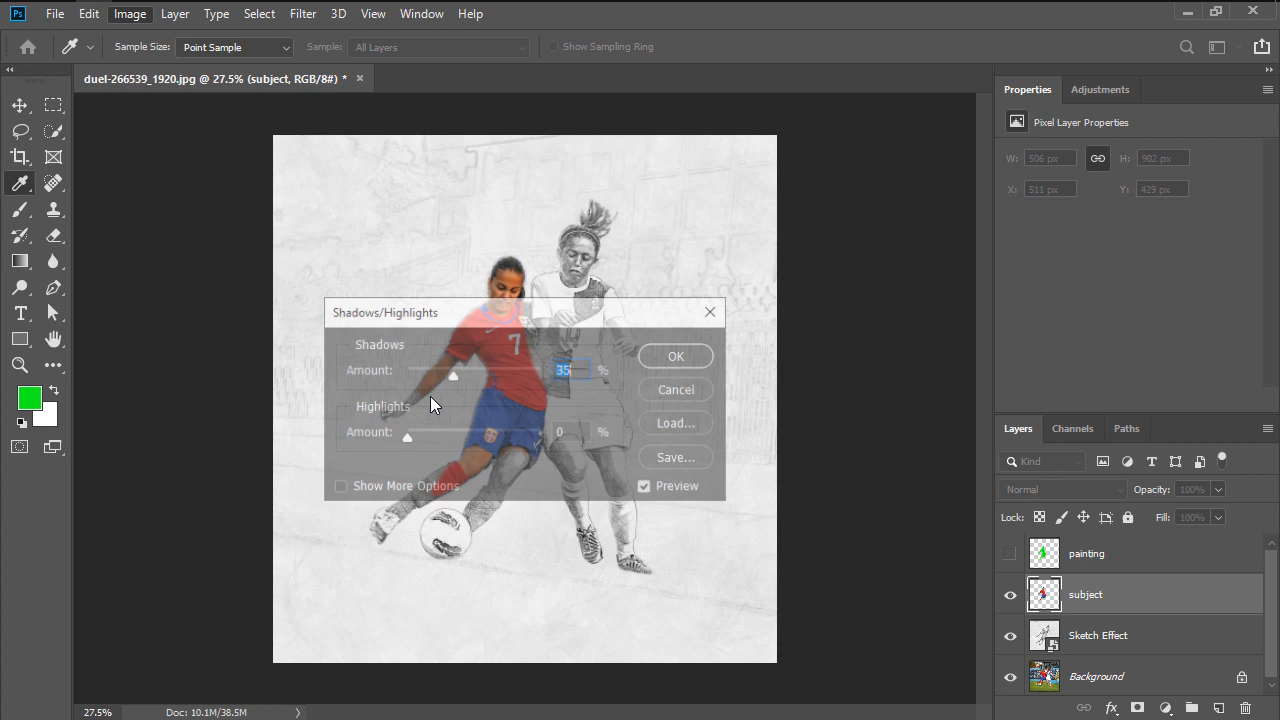 Ps File Edit Image Layer Type Select Filter 3D View Window Help
Sample Size: Point Sample Sample: All Layers Show Sampling Ring
duel-266539_1920.jpg @ 27.5% (subject, RGB/8#) *
Properties Adjustments
Pixel Layer Properties
W: 506 px H: 902 px
X: 511 px Y: 429 px
Shadows/Highlights
Shadows
Amount: 35 %
Highlights
Amount: 0 %
Show More Options
OK
Cancel
Load...
Save...
Preview
7
Layers Channels Paths
Kind
Normal Opacity: 100%
Lock: Fill: 100%
painting
subject
Sketch Effect
Background
27.5% Doc: 10.1M/38.5M